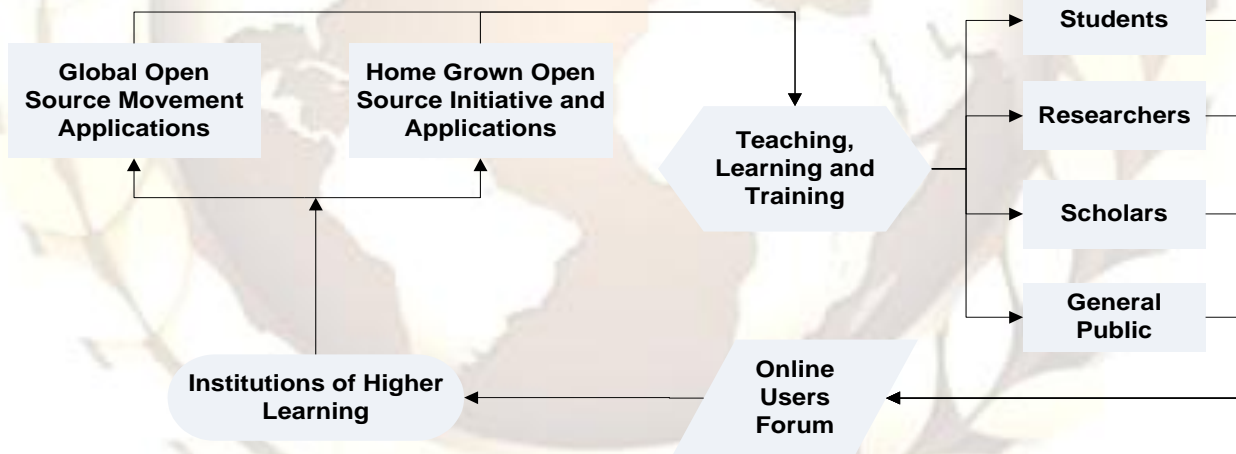 Global Open
Source Movement
Applications
Home Grown Open
Source Initiative and
Applications
Teaching,
Learning and
Training
Students
Researchers
Scholars
General
Public
Institutions of Higher
Learning
Online
Users
Forum